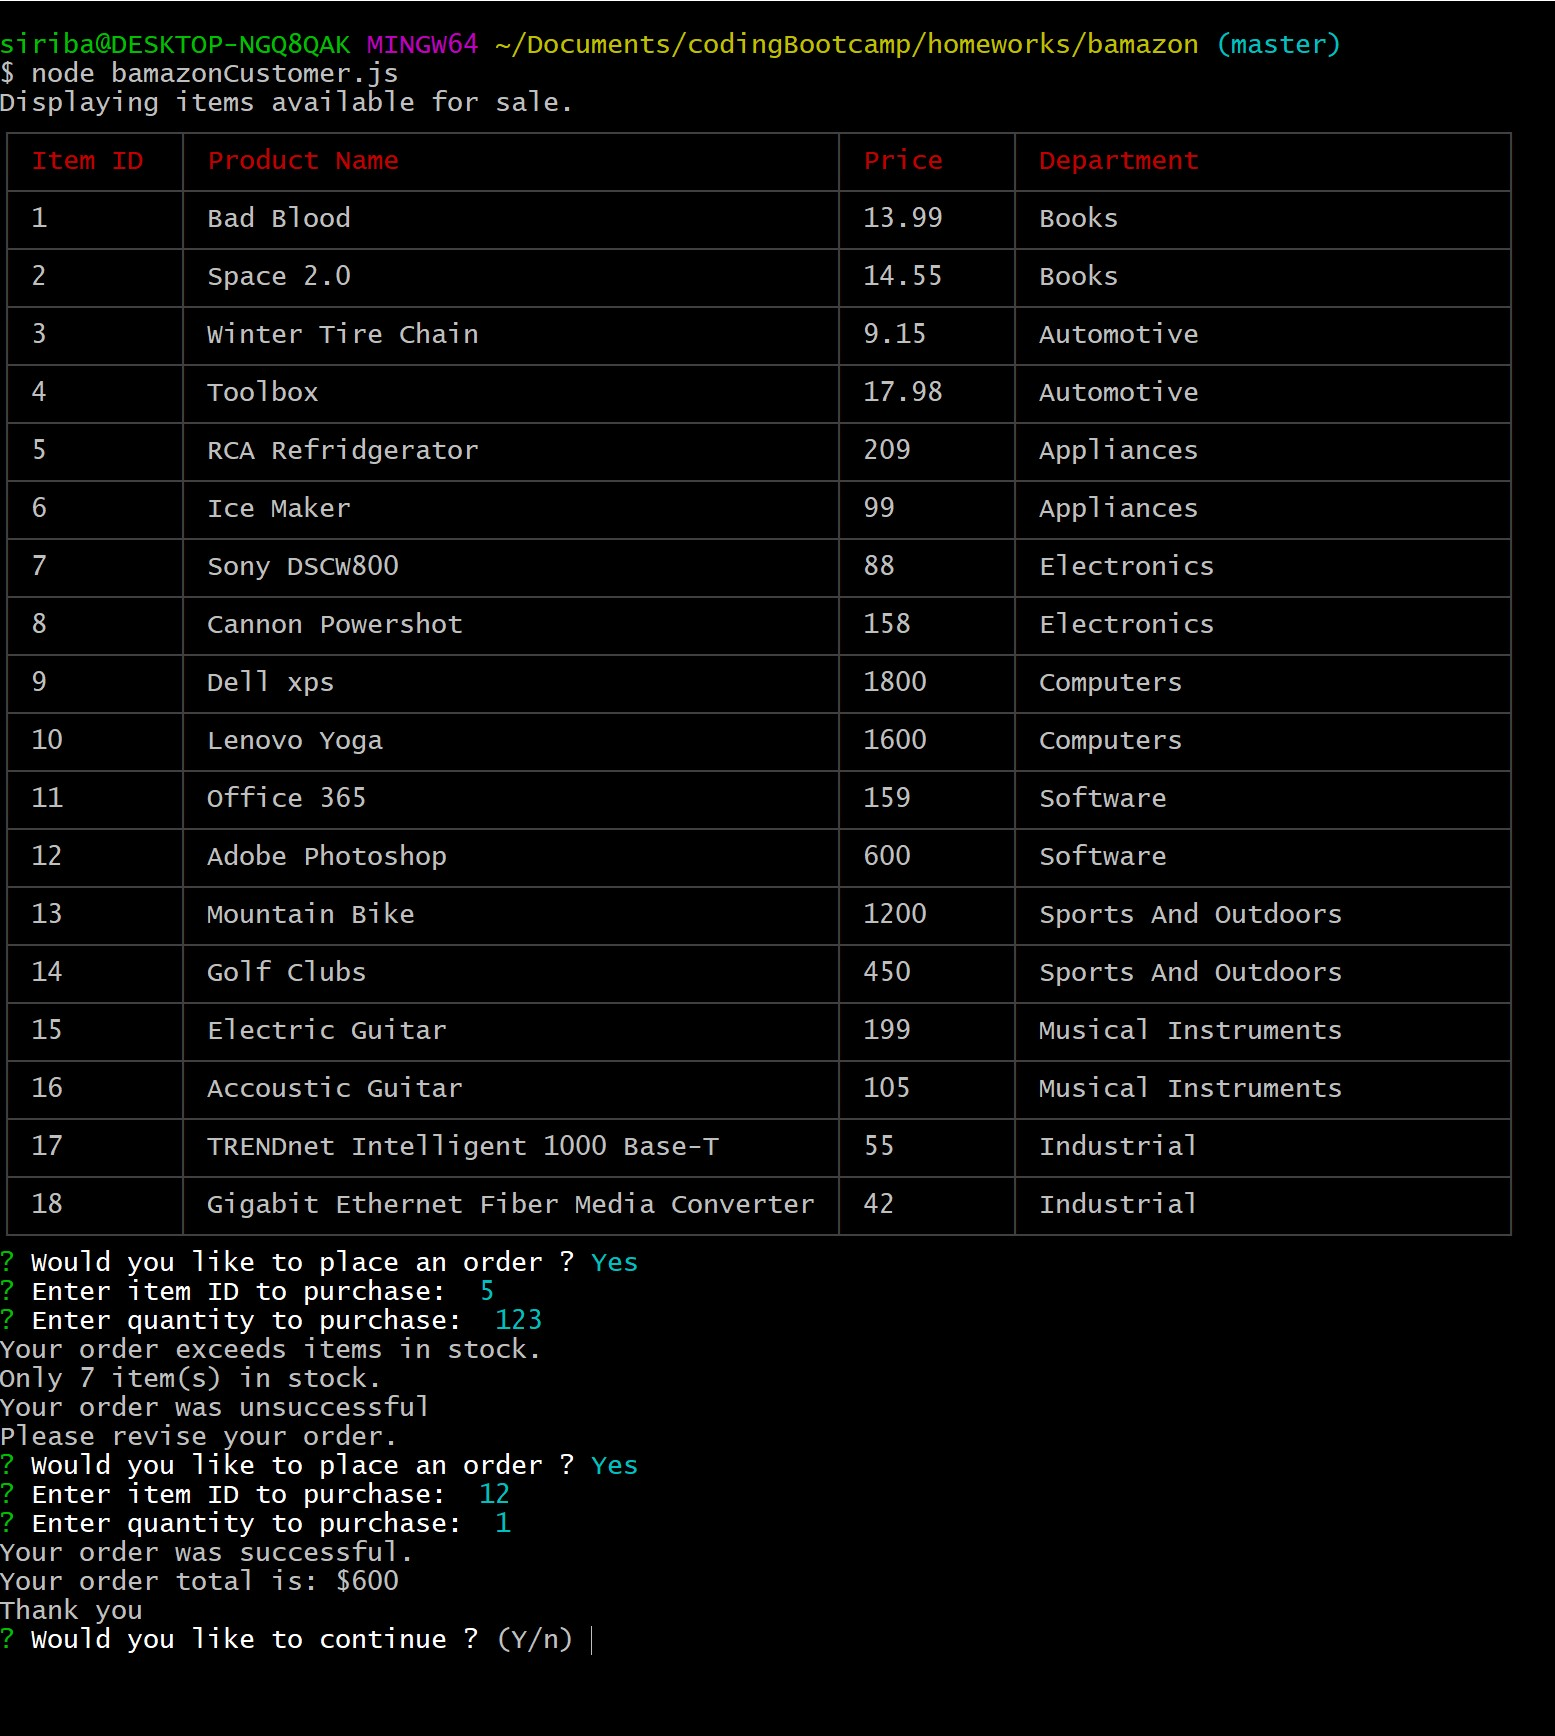 siriba@DESKTOP-NGQ8QAK MINGW64 ~/Documents/codingBootcamp/homeworks/bamazon (master)
$ node bamazonCustomer.js
Displaying items available for sale.
Item ID Product Name Price Department
1 Bad Blood 13.99 Books
2 Space 2.0 14.55 Books
3 Winter Tire Chain 9.15 Automotive
4 Toolbox 17.98 Automotive
5 RCA Refridgerator 209 Appliances
6 Ice Maker 99 Appliances
7 Sony DSCW800 88 Electronics
8 Cannon Powershot 158 Electronics
9 Dell xps 1800 Computers
10 Lenovo Yoga 1600 Computers
11 Office 365 159 Software
12 Adobe Photoshop 600 Software
13 Mountain Bike 1200 Sports And Outdoors
14 Golf Clubs 450 Sports And Outdoors
15 Electric Guitar 199 Musical Instruments
16 Accoustic Guitar 105 Musical Instruments
17 TRENDnet Intelligent 1000 Base-T 55 Industrial
18 Gigabit Ethernet Fiber Media Converter 42 Industrial
? Would you like to place an order ? Yes
? Enter item ID to purchase: 5
? Enter quantity to purchase: 123
Your order exceeds items in stock.
Only 7 item(s) in stock.
Your order was unsuccessful
Please revise your order.
? Would you like to place an order ? Yes
? Enter item ID to purchase: 12
? Enter quantity to purchase: 1
Your order was successful.
Your order total is: $600
Thank you
? Would you like to continue ? (Y/n)